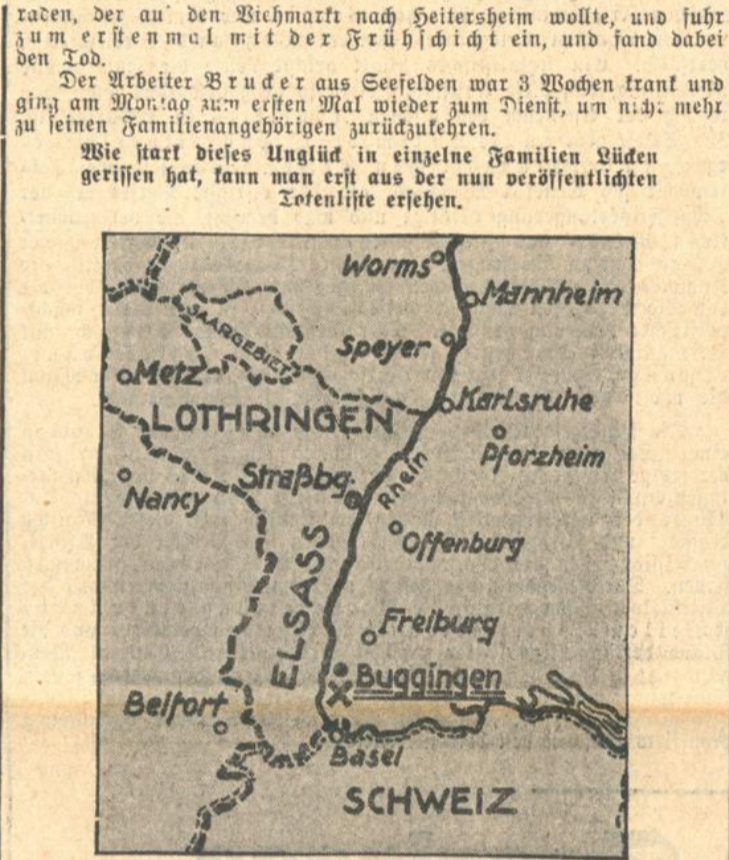 raden, der auf den Viehmarkt nach Heitersheim wollte, und fuhr
zum erstenmal mit der Frühschicht ein, und fand dabei
den Tod.
Der Arbeiter Brucker aus Seefelden war 3 Wochen krank und
ging am Montag zum ersten Mal wieder zum Dienst, um nicht mehr
zu seinen Familienangehörigen zurückzukehren.
Wie stark dieses Unglück in einzelne Familien Lücken
gerissen hat, kann man erst aus der nun veröffentlichten
Totenliste ersehen.
Worms
Mannheim
SAARGEBIET
Speyer
Metz
Karlsruhe
LOTHRINGEN
Pforzheim
Straßbg.
Rhein
Nancy
Offenburg
ELSASS
Freiburg
Buggingen
Belfort
Basel
SCHWEIZ